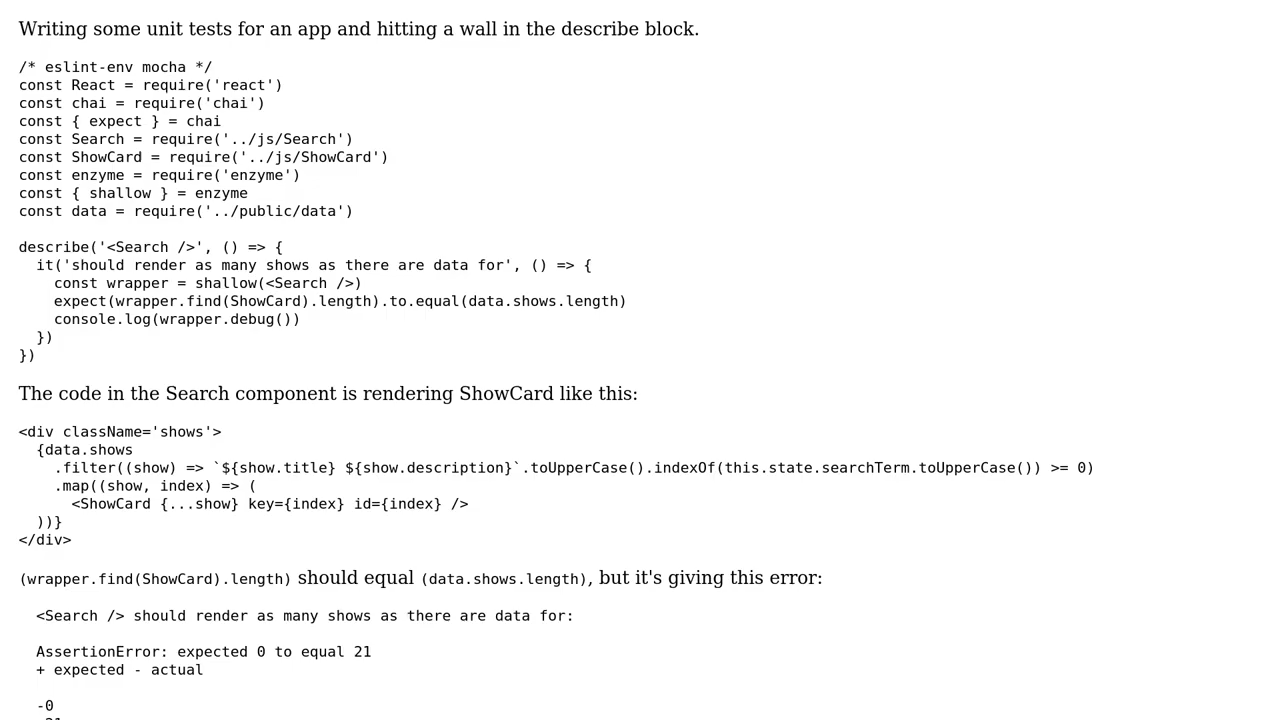 Writing some unit tests for an app and hitting a wall in the describe block.
/* eslint-env mocha */
const React = require('react')
const chai = require('chai')
const { expect } = chai
const Search = require('../js/Search')
const ShowCard = require('../js/ShowCard')
const enzyme = require('enzyme')
const { shallow } = enzyme
const data = require('../public/data')

describe('<Search />', () => {
  it('should render as many shows as there are data for', () => {
    const wrapper = shallow(<Search />)
    expect(wrapper.find(ShowCard).length).to.equal(data.shows.length)
    console.log(wrapper.debug())
  })
})
The code in the Search component is rendering ShowCard like this:
<div className='shows'>
  {data.shows
    .filter((show) => `${show.title} ${show.description}`.toUpperCase().indexOf(this.state.searchTerm.toUpperCase()) >= 0)
    .map((show, index) => (
      <ShowCard {...show} key={index} id={index} />
  ))}
</div>
(wrapper.find(ShowCard).length) should equal (data.shows.length), but it's giving this error:
  <Search /> should render as many shows as there are data for:

  AssertionError: expected 0 to equal 21
  + expected - actual

  -0